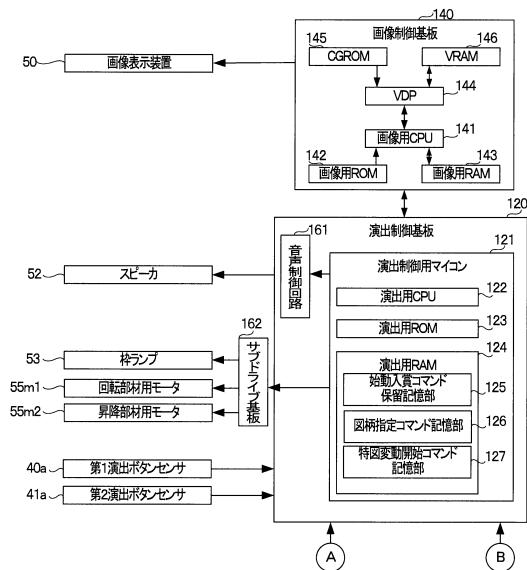 140
画像制御基板
145
146
CGROM
VRAM
50
画像表示装置
144
VDP
141
画像用CPU
142
143
画像用ROM
画像用RAM
120
演出制御基板
161
121
音声制御回路
演出制御用マイコン
52
スピーカ
122
演出用CPU
123
演出用ROM
162
124
サブドライブ基板
演出用RAM
53
枠ランプ
始動入賞コマンド
保留記憶部
125
55m1
回転部材用モータ
55m2
昇降部材用モータ
図柄指定コマンド記憶部
126
特図変動開始コマンド
記憶部
127
40a
第1演出ボタンセンサ
41a
第2演出ボタンセンサ
A
B